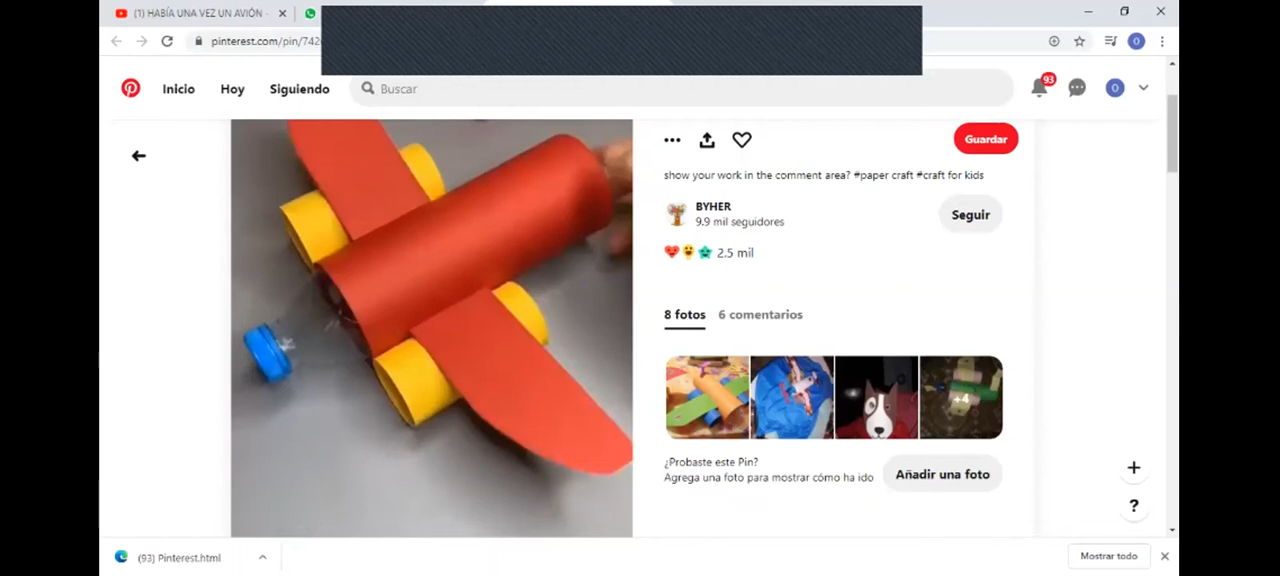 (1) HABÍA UNA VEZ UN AVIÓN -
pinterest.com/pin/742
Inicio
Hoy
Siguiendo
Buscar
93
O
O
Guardar
show your work in the comment area? #paper craft #craft for kids
BYHER
9.9 mil seguidores
Seguir
2.5 mil
8 fotos
6 comentarios
+4
¿Probaste este Pin?
Agrega una foto para mostrar cómo ha ido
Añadir una foto
+
?
(93) Pinterest.html
Mostrar todo